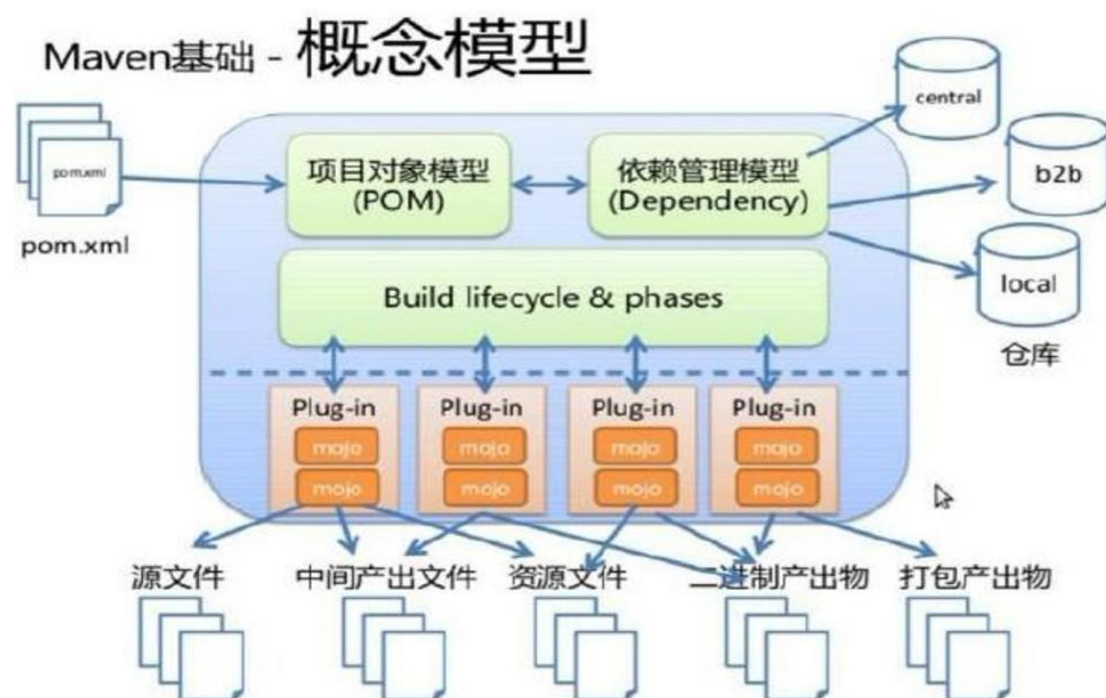 Maven基础 - 概念模型
central
pom.xml
项目对象模型
(POM)
依赖管理模型
(Dependency)
b2b
pom.xml
Build lifecycle & phases
local
仓库
Plug-in
Plug-in
Plug-in
Plug-in
mojo
mojo
mojo
mojo
mojo
mojo
mojo
mojo
源文件
中间产出文件
资源文件
二进制产出物
打包产出物